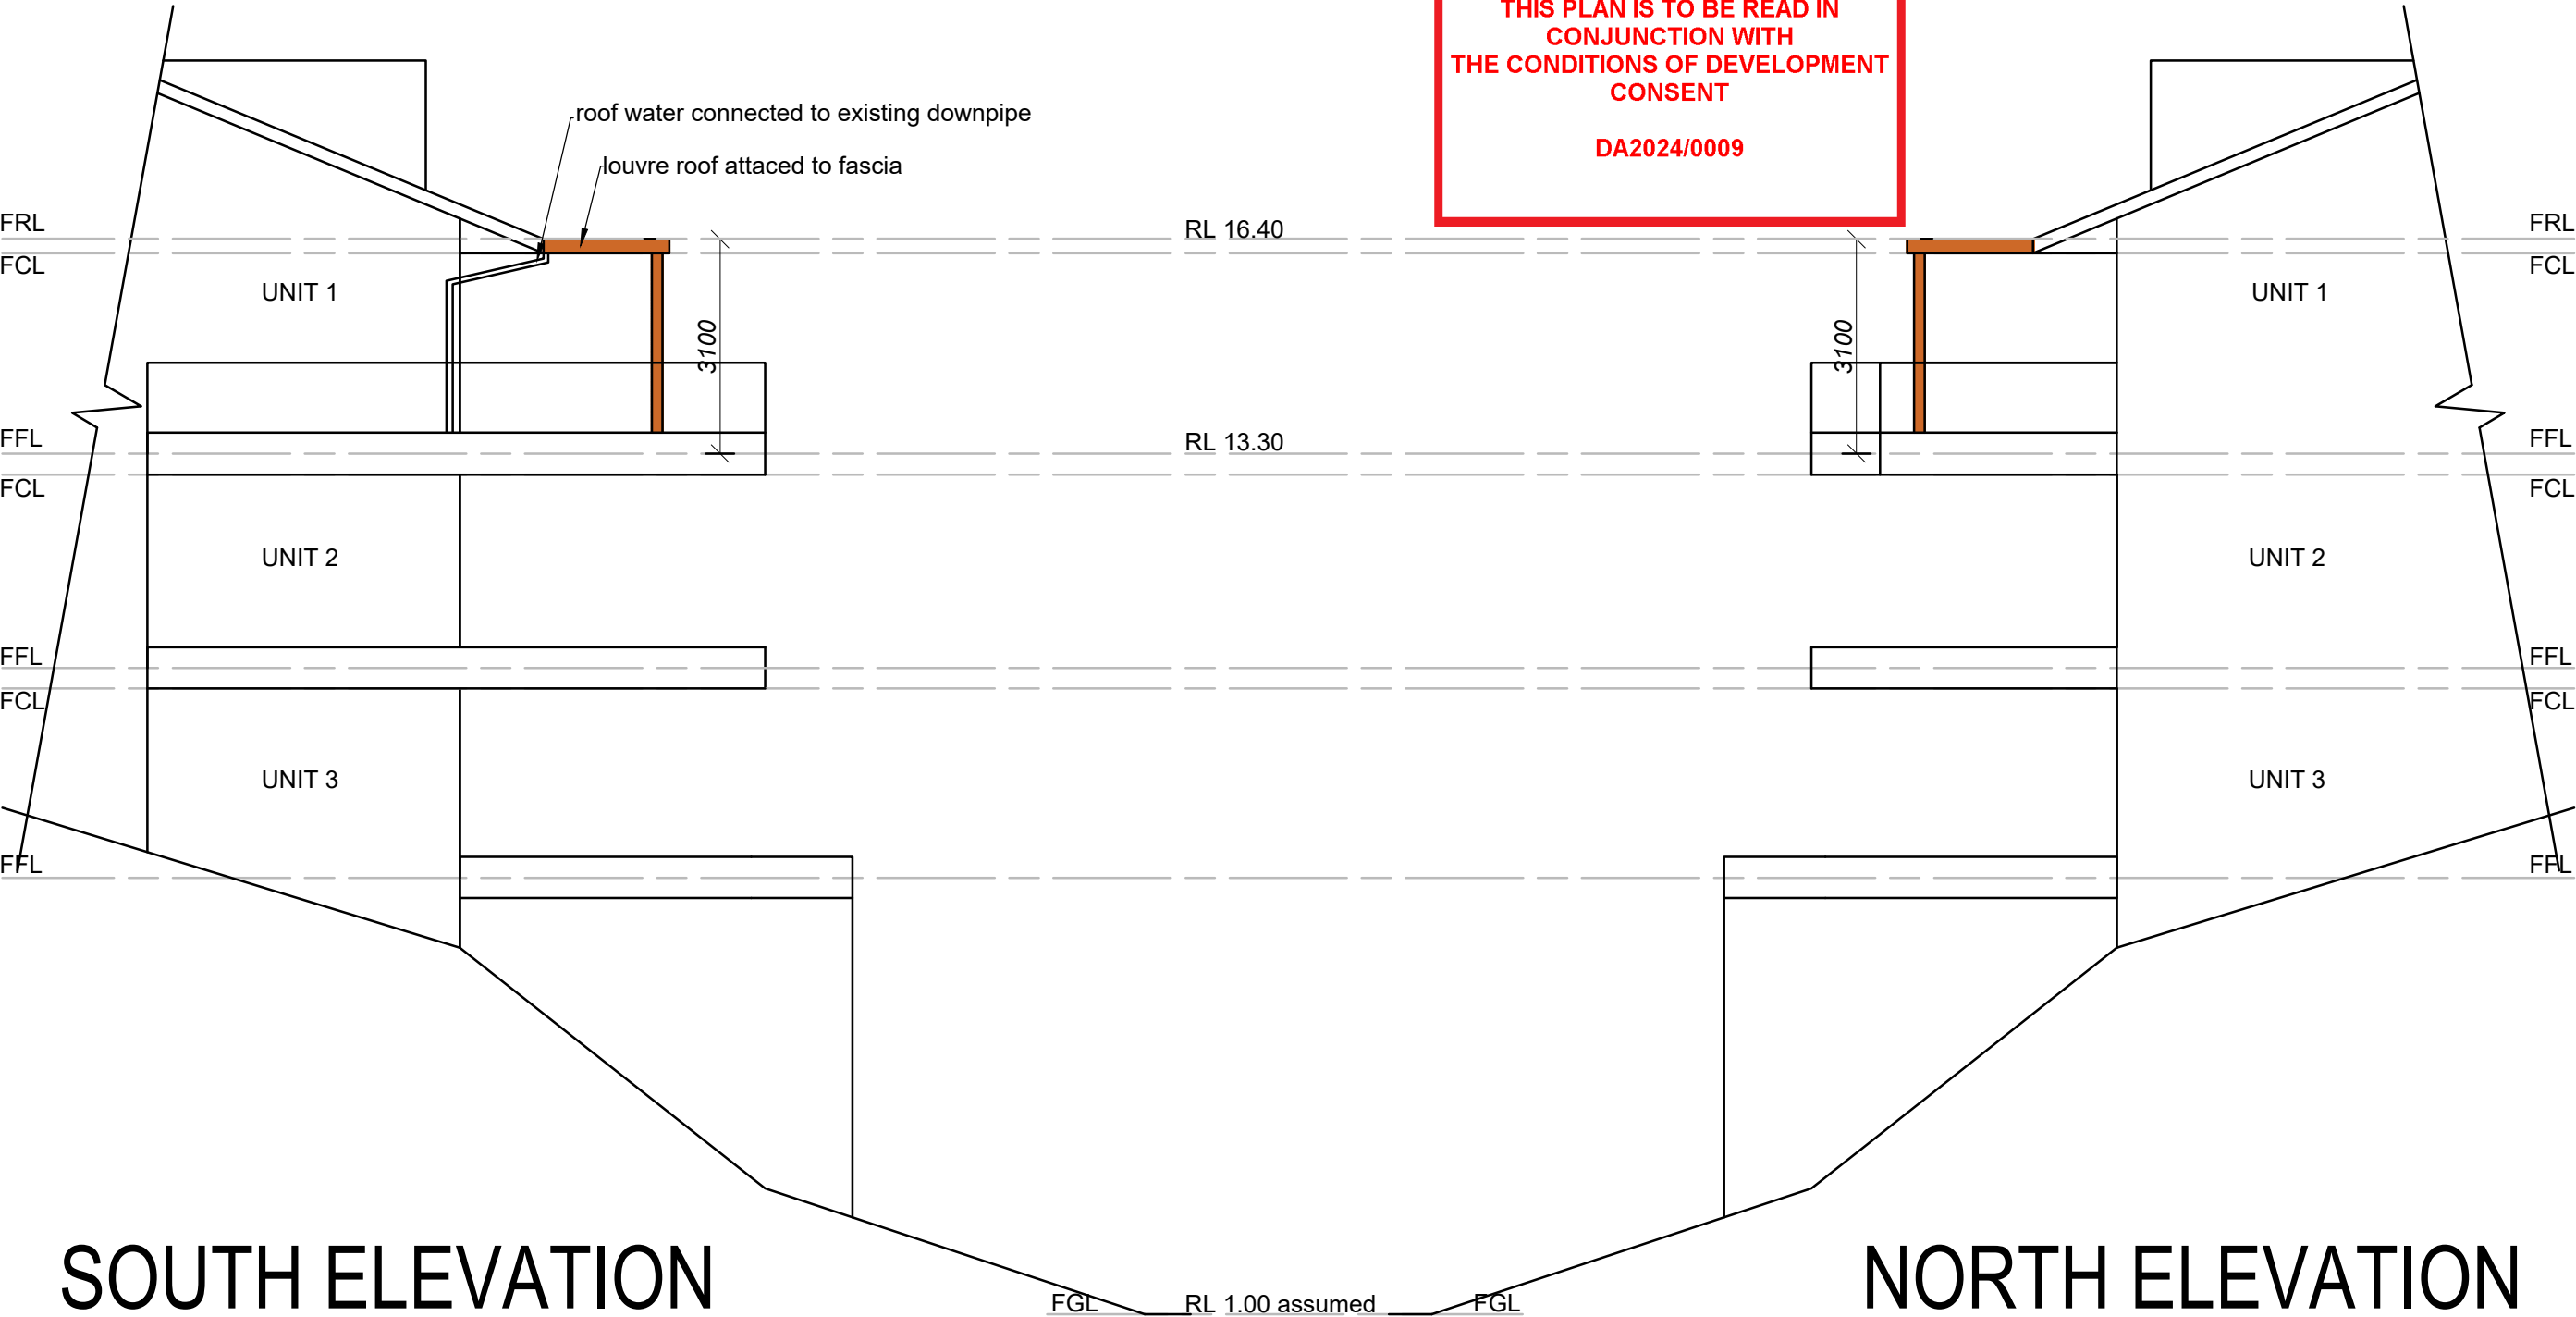 THIS PLAN IS TO BE READ IN
CONJUNCTION WITH
THE CONDITIONS OF DEVELOPMENT
CONSENT
DA2024/0009
roof water connected to existing downpipe
louvre roof attaced to fascia
FRL
RL 16.40
FRL
FCL
FCL
UNIT 1
UNIT 1
3100
3100
FFL
RL 13.30
FFL
FCL
FCL
UNIT 2
UNIT 2
FFL
FFL
FCL
FCL
UNIT 3
UNIT 3
FFL
FFL
SOUTH ELEVATION
NORTH ELEVATION
FGL
RL 1.00 assumed
FGL